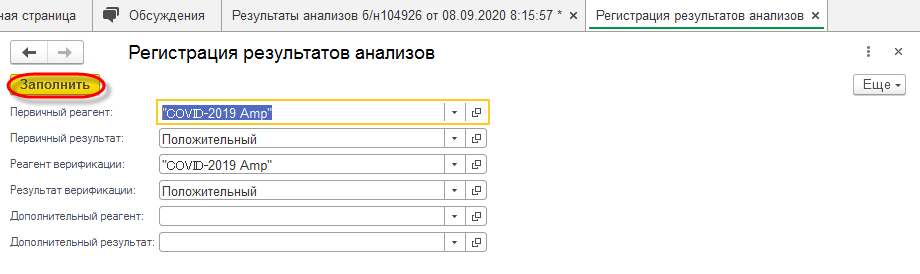 ная страница Обсуждения Результаты анализов б/н104926 от 08.09.2020 8:15:57 * × Регистрация результатов анализов ×
Регистрация результатов анализов
Заполнить Еще
Первичный реагент: "COVID-2019 Amp"
Первичный результат: Положительный
Реагент верификации: "COVID-2019 Amp"
Результат верификации: Положительный
Дополнительный реагент:
Дополнительный результат: